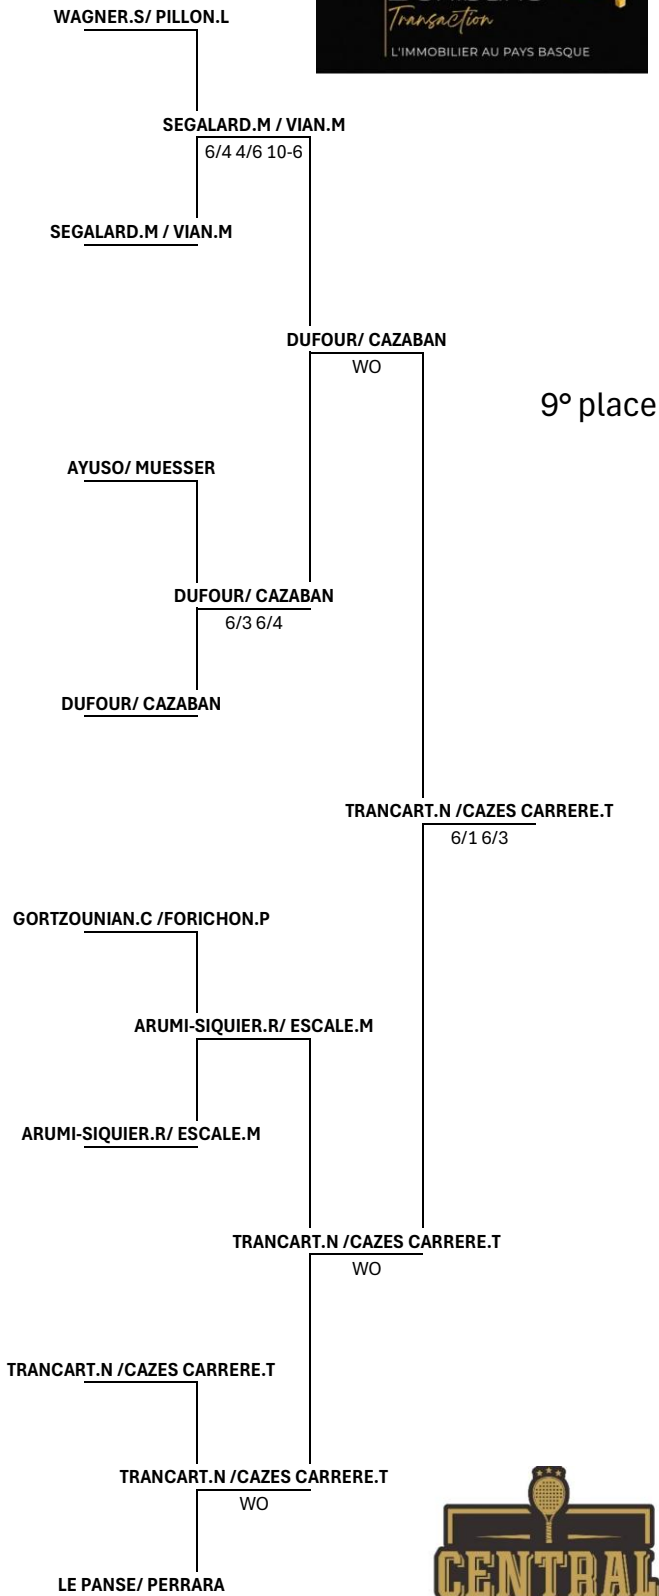 WAGNER.S/ PILLON.L
Transaction
L'IMMOBILIER AU PAYS BASQUE
SEGALARD.M / VIAN.M
6/4 4/6 10-6
SEGALARD.M / VIAN.M
DUFOUR/ CAZABAN
WO
9° place
AYUSO/ MUESSER
DUFOUR/ CAZABAN
6/3 6/4
DUFOUR/ CAZABAN
TRANCART.N /CAZES CARRERE.T
6/1 6/3
GORTZOUNIAN.C /FORICHON.P
ARUMI-SIQUIER.R/ ESCALE.M
ARUMI-SIQUIER.R/ ESCALE.M
TRANCART.N /CAZES CARRERE.T
WO
TRANCART.N /CAZES CARRERE.T
TRANCART.N /CAZES CARRERE.T
WO
CENTRAL
LE PANSE/ PERRARA